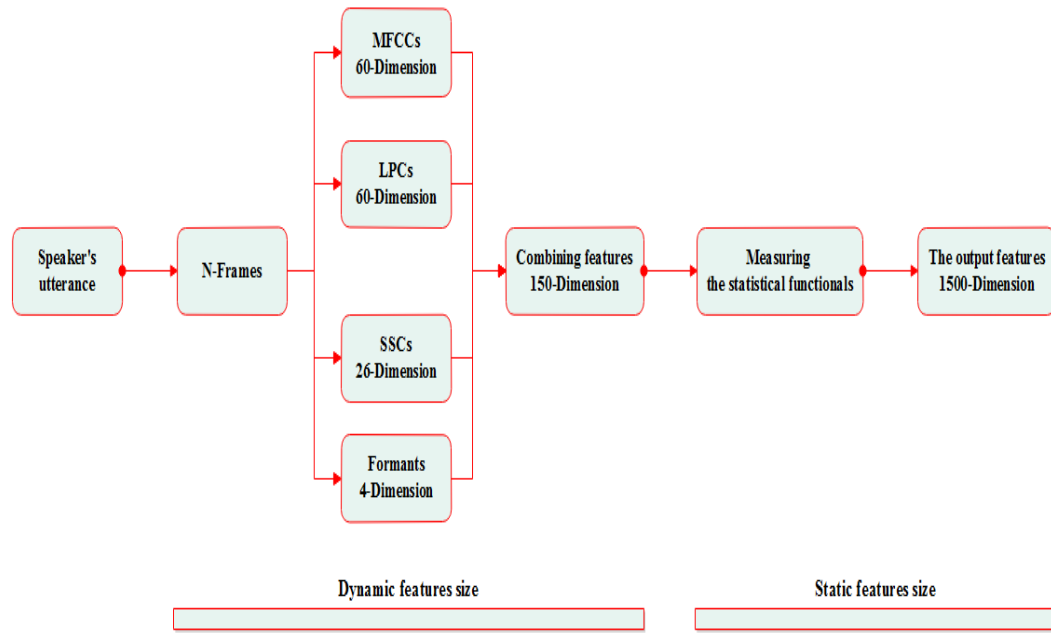 MFCCs
60-Dimension
LPCs
60-Dimension
Speaker's
utterance
N-Frames
Combining features
150-Dimension
Measuring
the statistical functionals
The output features
1500-Dimension
SSCs
26-Dimension
Formants
4-Dimension
Dynamic features size
Static features size